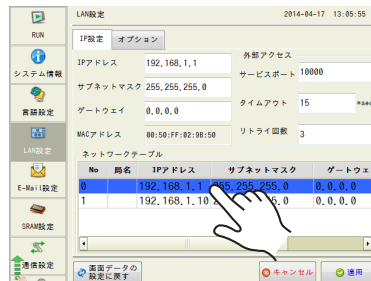 LAN設定
2014-04-17 13:05:55
RUN
システム情報
言語設定
LAN設定
E-Mail設定
SRAM設定
通信設定
IP設定 オプション
IPアドレス 192,168,1,1
サブネットマスク 255,255,255,0
ゲートウェイ 0,0,0,0
MACアドレス 00:50:FF:02:9B:50
外部アクセス
サービスポート 10000
タイムアウト 15 *sec
リトライ回数 3
ネットワークテーブル
No 局名 IPアドレス サブネットマスク ゲートウェ
0 192,168,1,1 255,255,255,0 0,0,0,0
1 192,168,1,10 5,0 0,0,0,0
画面データの
設定に戻す
キャンセル
適用